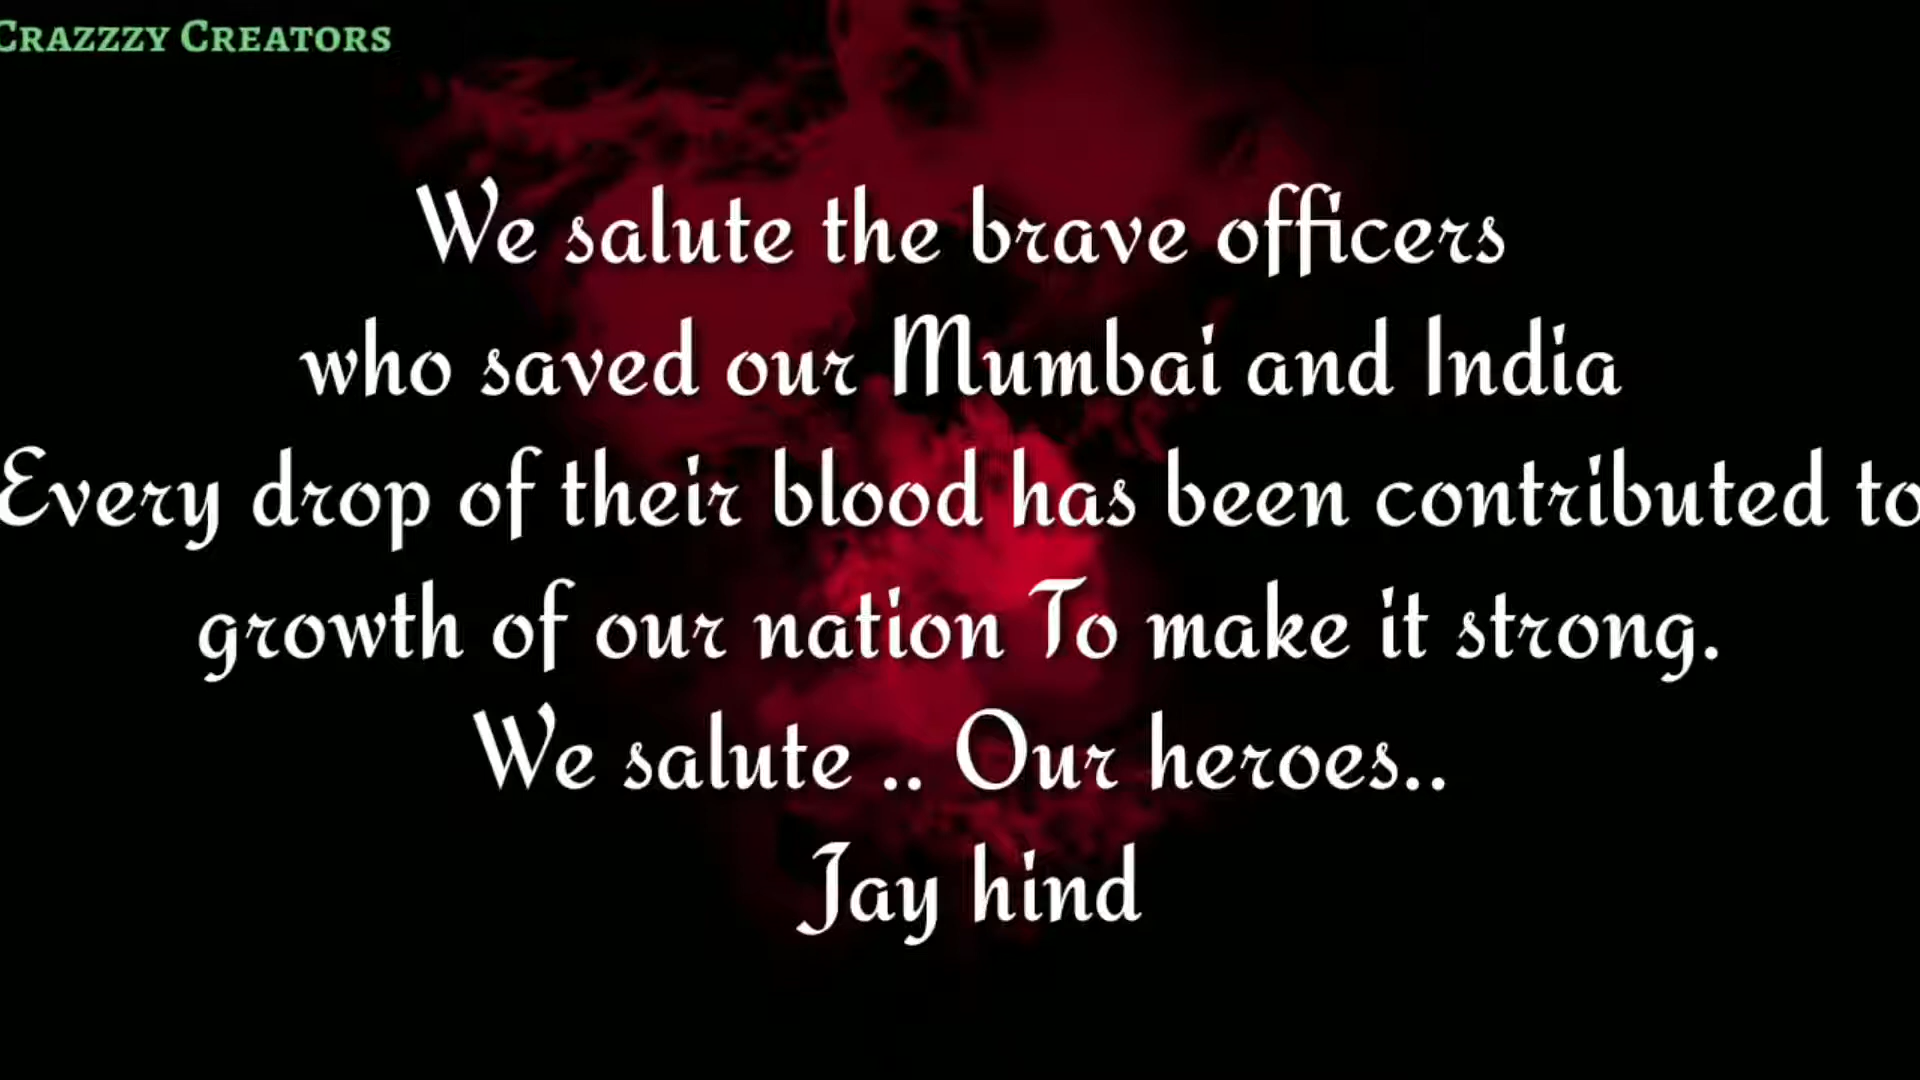 CRAZZZY CREATORS
We salute the brave officers
who saved our Mumbai and India
Every drop of their blood has been contributed to
growth of our nation To make it strong.
We salute .. Our heroes..
Jay hind